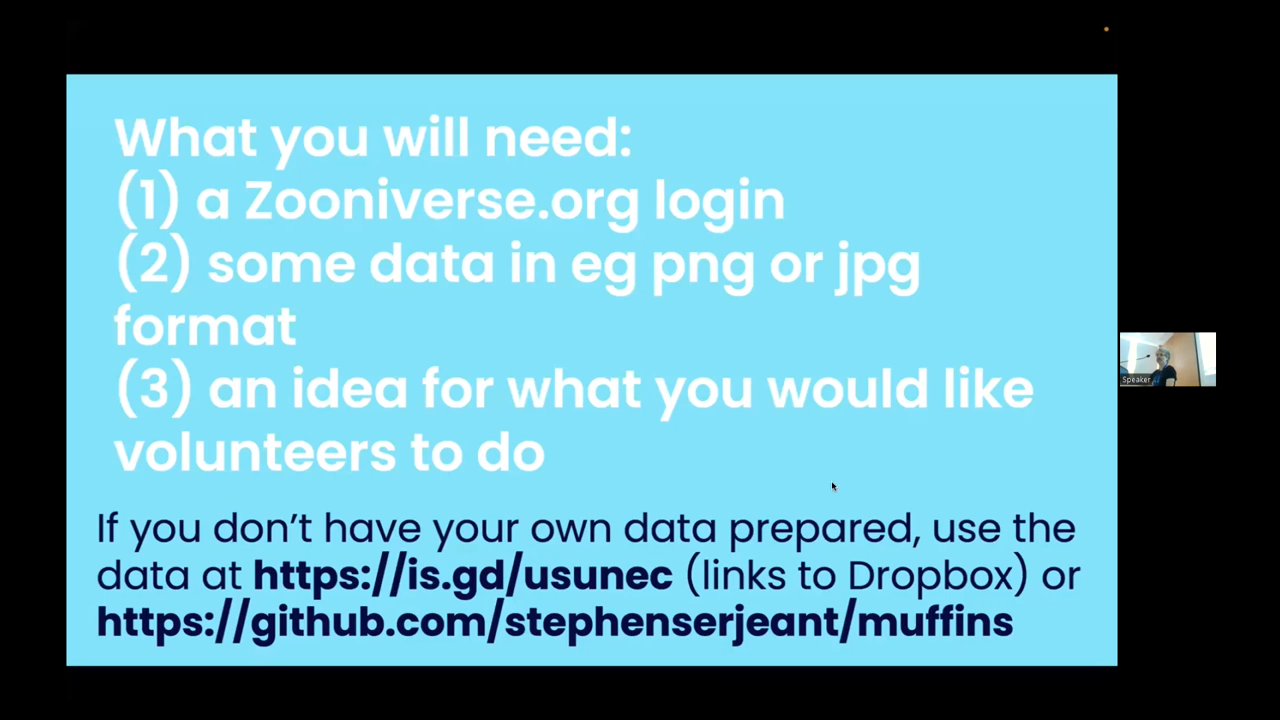 What you will need:
(1) a Zooniverse.org login
(2) some data in eg png or jpg
format
(3) an idea for what you would like
volunteers to do
If you don’t have your own data prepared, use the
data at https://is.gd/usunec (links to Dropbox) or
https://github.com/stephenserjeant/muffins
Speaker